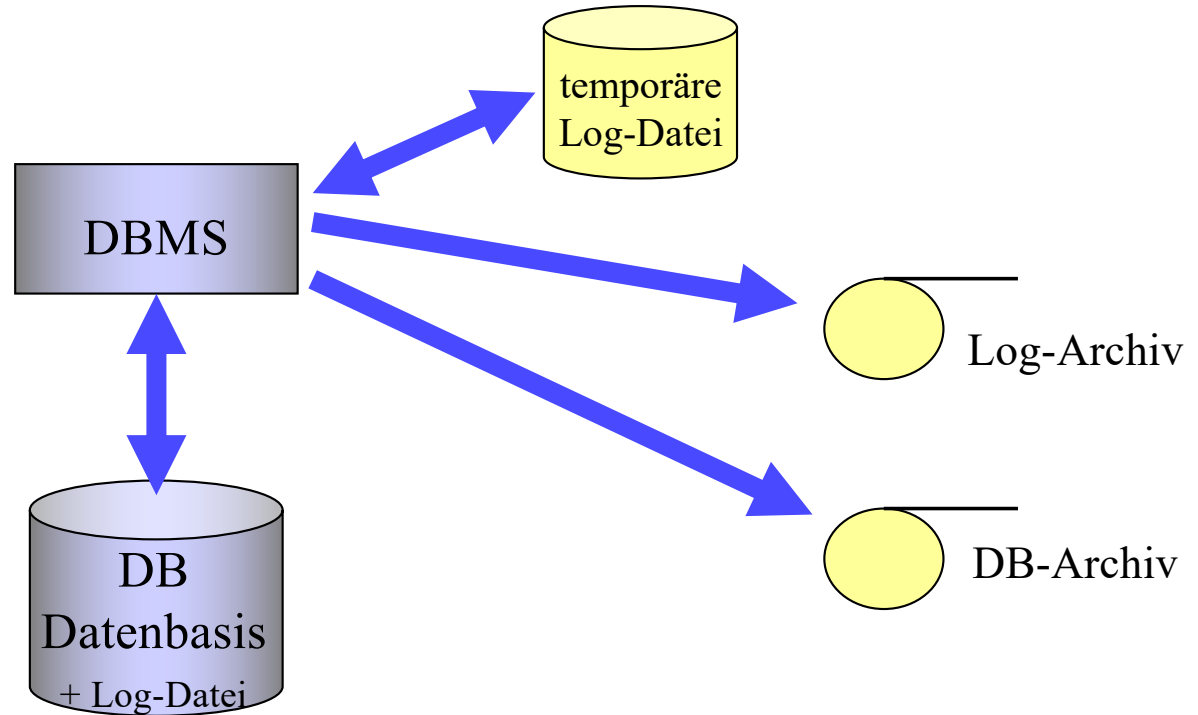 temporäre
Log-Datei
DBMS
Log-Archiv
DB-Archiv
DB
Datenbasis
+ Log-Datei